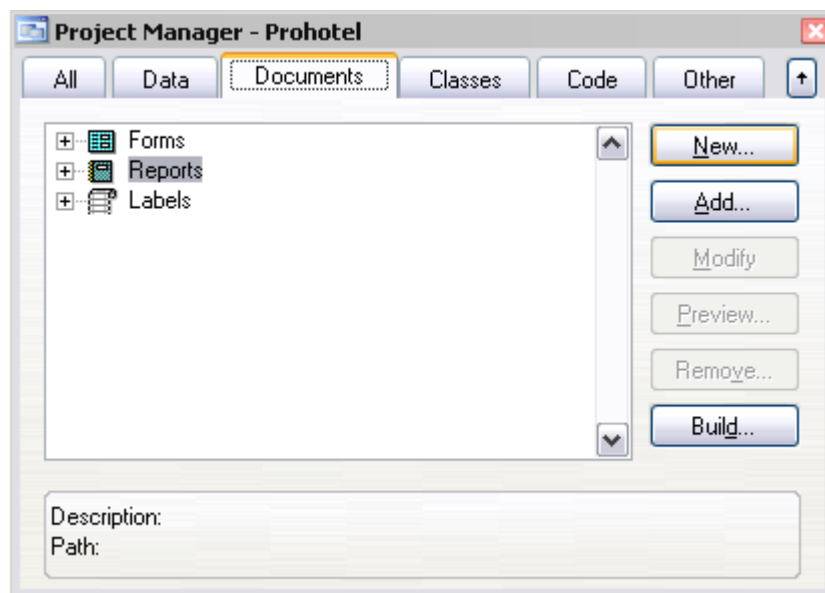 Project Manager - Prohotel
All Data Documents Classes Code Other
Forms
Reports
Labels
New...
Add...
Modify
Preview...
Remove...
Build...
Description:
Path: